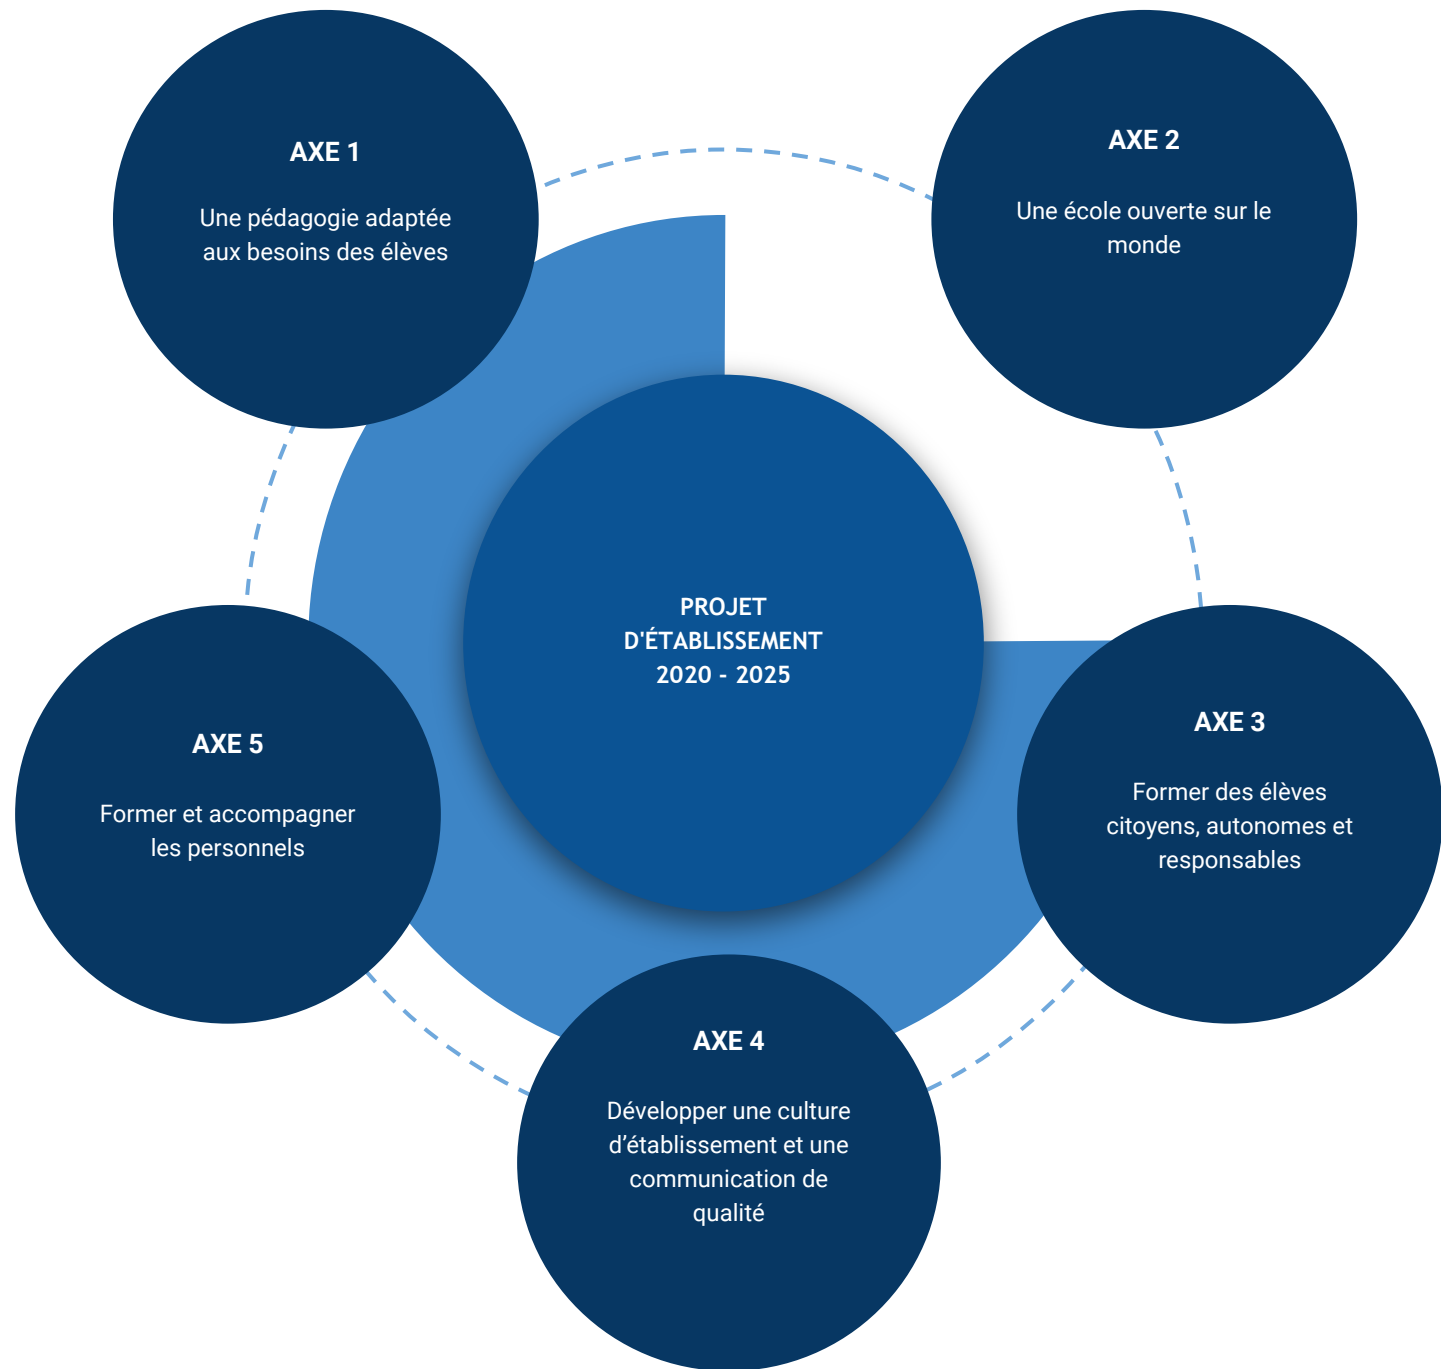 AXE 1
Une pédagogie adaptée
aux besoins des élèves
AXE 2
Une école ouverte sur le
monde
PROJET
D'ÉTABLISSEMENT
2020 - 2025
AXE 3
Former des élèves
citoyens, autonomes et
responsables
AXE 4
Développer une culture
d’établissement et une
communication de
qualité
AXE 5
Former et accompagner
les personnels